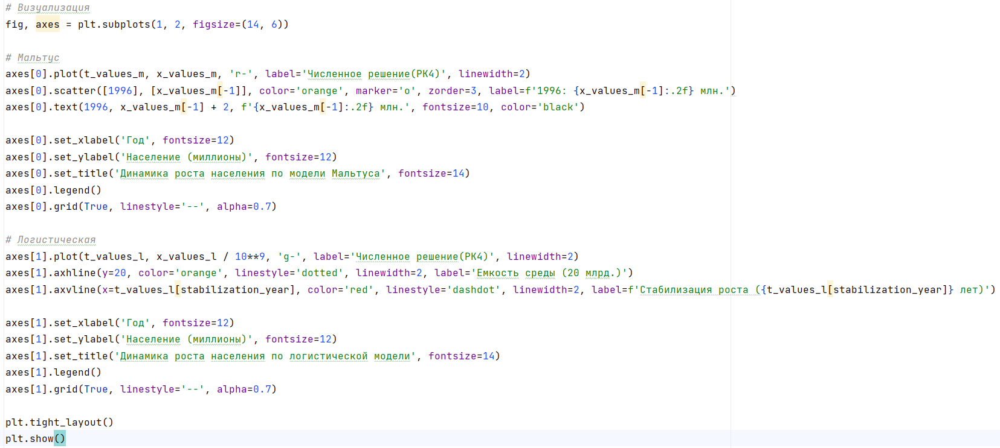 # Визуализация
fig, axes = plt.subplots(1, 2, figsize=(14, 6))
# Мальтус
axes[0].plot(t_values_m, x_values_m, 'r-', label='Численное решение(РК4)', linewidth=2)
axes[0].scatter([1996], [x_values_m[-1]], color='orange', marker='o', zorder=3, label=f'1996: {x_values_m[-1]:.2f} млн.')
axes[0].text(1996, x_values_m[-1] + 2, f'{x_values_m[-1]:.2f} млн.', fontsize=10, color='black')
axes[0].set_xlabel('Год', fontsize=12)
axes[0].set_ylabel('Население (миллионы)', fontsize=12)
axes[0].set_title('Динамика роста населения по модели Мальтуса', fontsize=14)
axes[0].legend()
axes[0].grid(True, linestyle='--', alpha=0.7)
# Логистическая
axes[1].plot(t_values_l, x_values_l / 10**9, 'g-', label='Численное решение(РК4)', linewidth=2)
axes[1].axhline(y=20, color='orange', linestyle='dotted', linewidth=2, label='Емкость среды (20 млрд.)')
axes[1].axvline(x=t_values_l[stabilization_year], color='red', linestyle='dashdot', linewidth=2, label=f'Стабилизация роста ({t_values_l[stabilization_year]} лет)')
axes[1].set_xlabel('Год', fontsize=12)
axes[1].set_ylabel('Население (миллионы)', fontsize=12)
axes[1].set_title('Динамика роста населения по логистической модели', fontsize=14)
axes[1].legend()
axes[1].grid(True, linestyle='--', alpha=0.7)
plt.tight_layout()
plt.show()